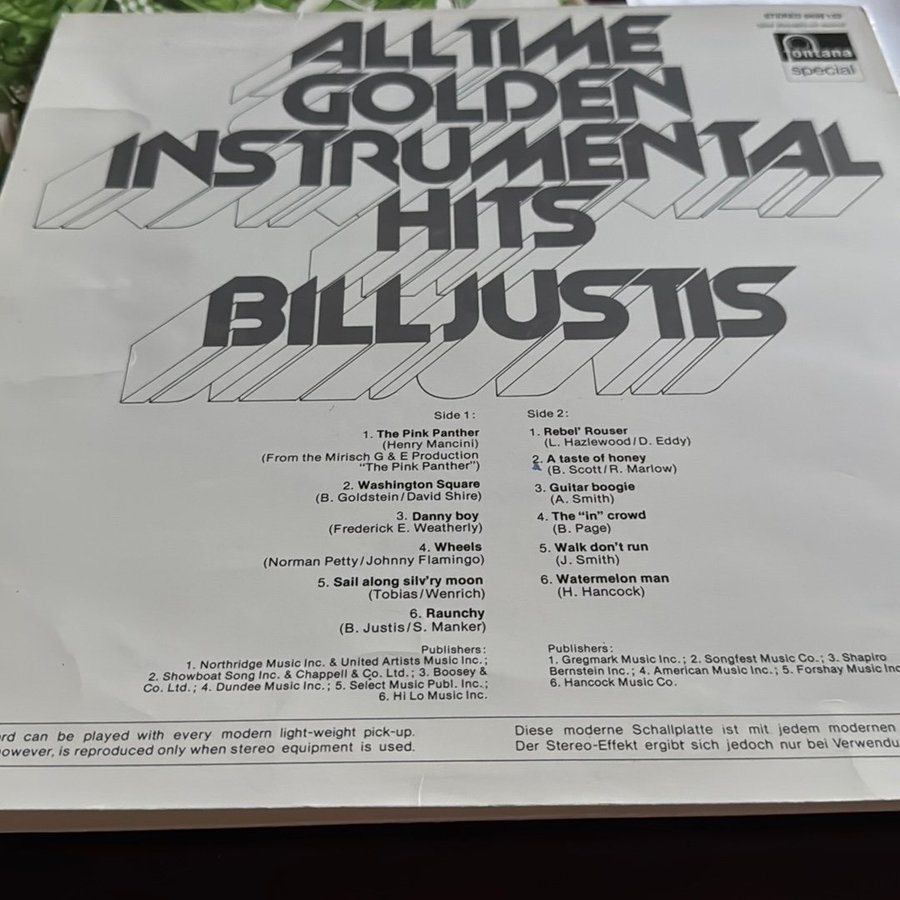 ALL TIME
GOLDEN
INSTRUMENTAL
HITS
BILL JUSTIS
STEREO
fontana
special
Side 1:
1. The Pink Panther
(Henry Mancini)
(From the Mirisch G & E Production
"The Pink Panther")
2. Washington Square
(B. Goldstein/David Shire)
3. Danny boy
(Frederick E. Weatherly)
4. Wheels
(Norman Petty/Johnny Flamingo)
5. Sail along silv'ry moon
(Tobias/Wenrich)
6. Raunchy
(B. Justis/S. Manker)
Publishers:
1. Northridge Music Inc. & United Artists Music Inc.;
2. Showboat Song Inc. & Chappell & Co. Ltd.; 3. Boosey &
Co. Ltd.; 4. Dundee Music Inc.; 5. Select Music Publ. Inc.;
6. Hi Lo Music Inc.
Side 2:
1. Rebel' Rouser
(L. Hazlewood/D. Eddy)
2. A taste of honey
(B. Scott/R. Marlow)
3. Guitar boogie
(A. Smith)
4. The "in" crowd
(B. Page)
5. Walk don't run
(J. Smith)
6. Watermelon man
(H. Hancock)
Publishers:
1. Gregmark Music Inc.; 2. Songfest Music Co.; 3. Shapiro
Bernstein Inc.; 4. American Music Inc.; 5. Forshay Music Inc
6. Hancock Music Co.
rd can be played with every modern light-weight pick-up.
owever, is reproduced only when stereo equipment is used.
Diese moderne Schallplatte ist mit jedem modernen
Der Stereo-Effekt ergibt sich jedoch nur bei Verwendu